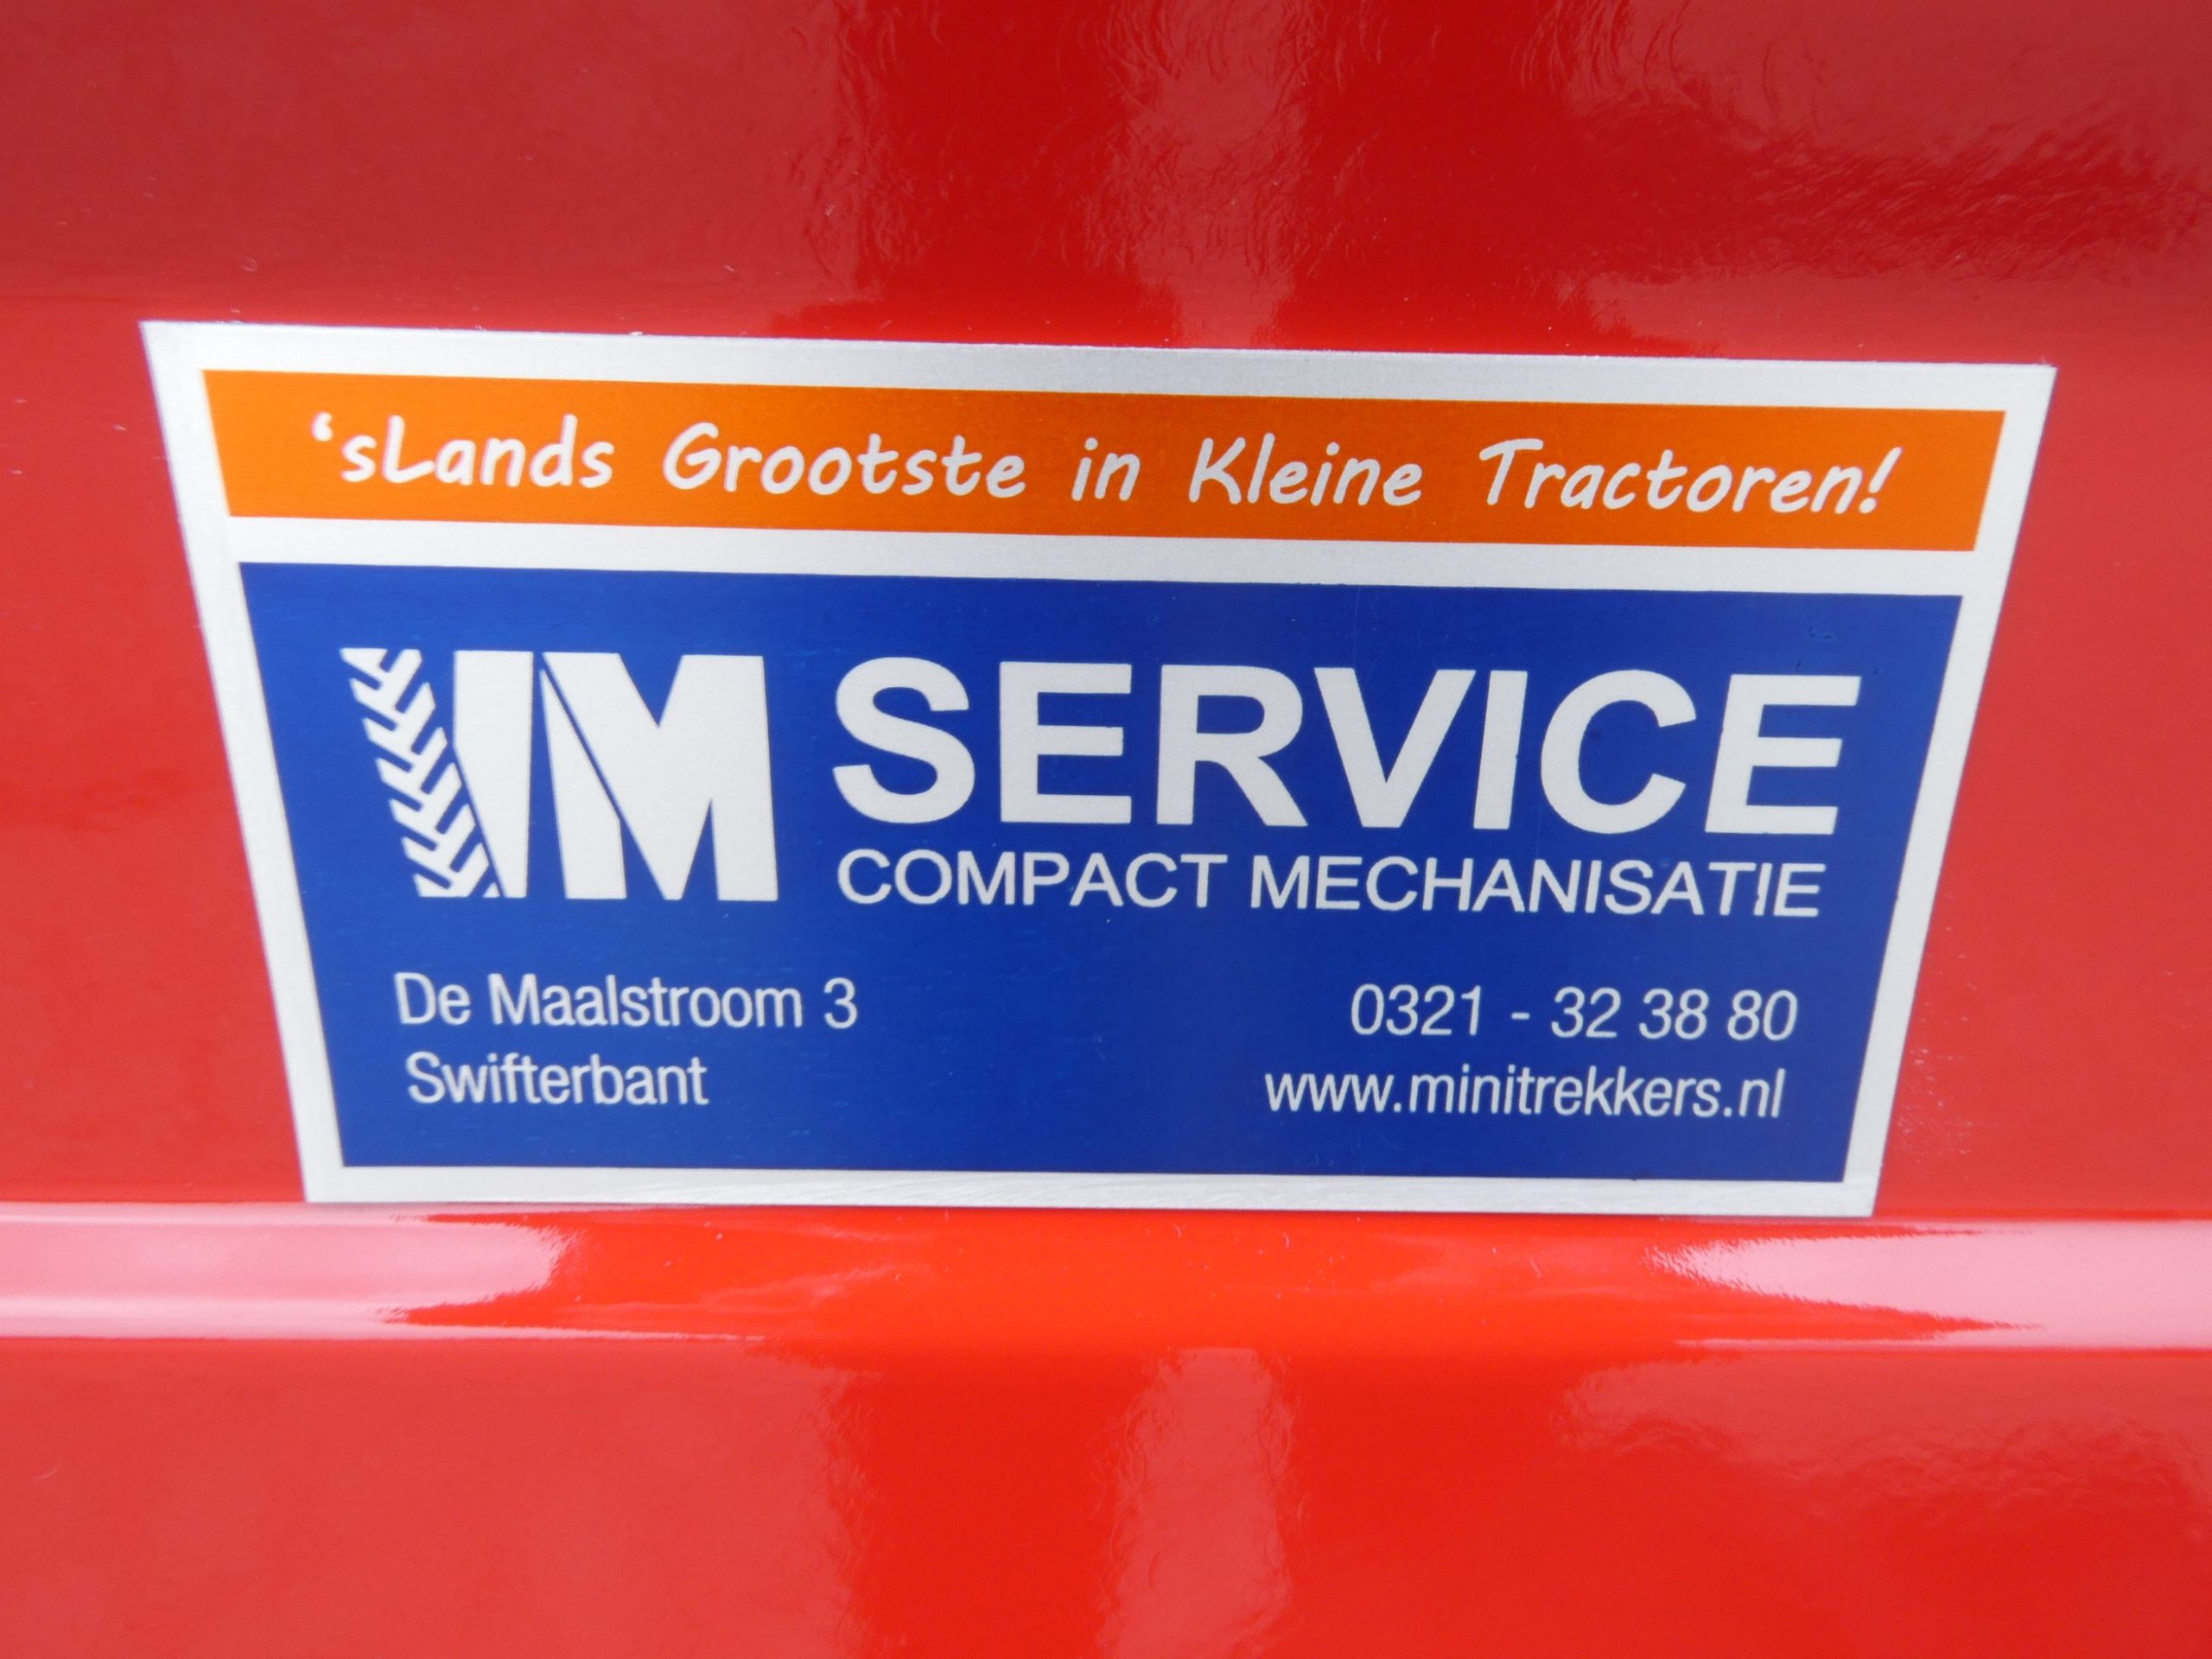 ‘sLands Grootste in Kleine Tractoren!
IM SERVICE
COMPACT MECHANISATIE
De Maalstroom 3
Swifterbant
0321 - 32 38 80
www.minitrekkers.nl